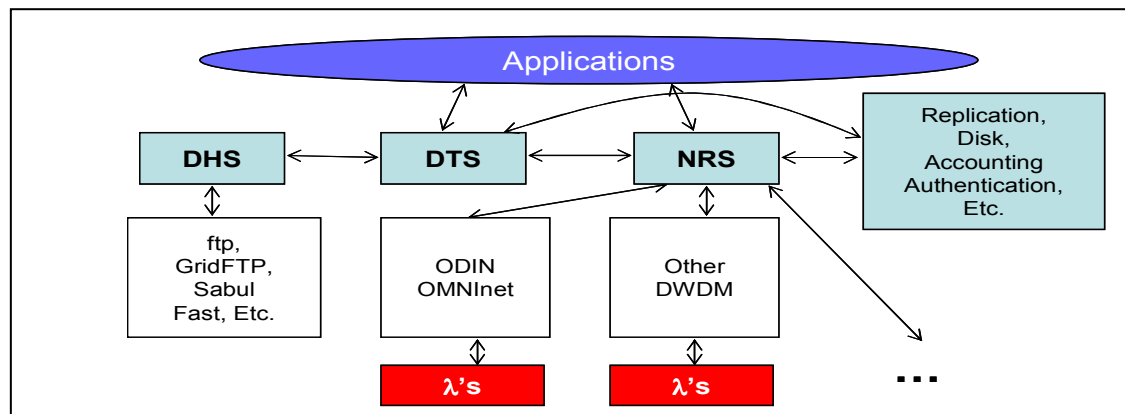 Applications
DHS
DTS
NRS
Replication,
Disk,
Accounting
Authentication,
Etc.
ftp,
GridFTP,
Sabul
Fast, Etc.
ODIN
OMNInet
Other
DWDM
...
λ's
λ's